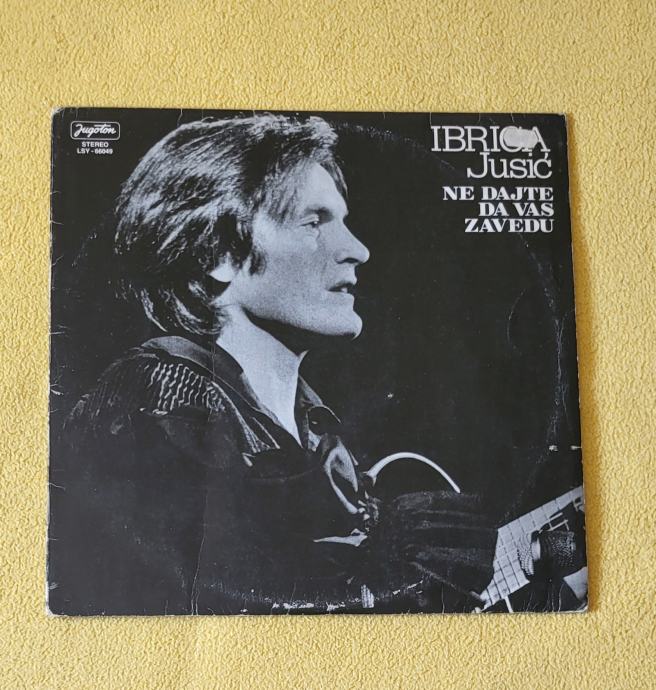 Jugoton
STEREO
LSY-66049
IBRICA
Jusić
NE DAJTE
DA VAS
ZAVEDU